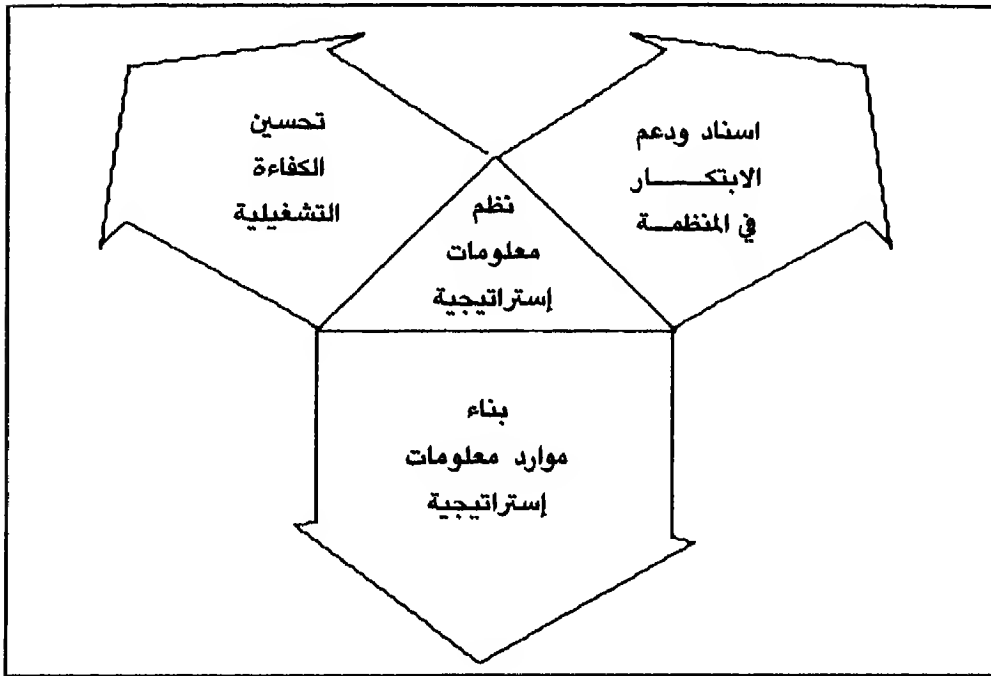 اسناد ودعم
الابتكـــــار
في المنظمـــة
تحسين
الكفاءة
التشغيلية
نظم
معلومات
إستراتيجية
بناء
موارد معلومات
إستراتيجية